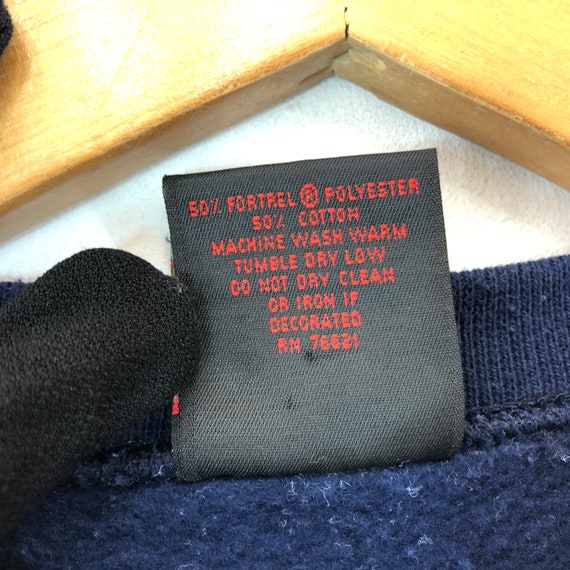 50% FORTREL ® POLYESTER
50% COTTON
MACHINE WASH WARM
TUMBLE DRY LOW
DO NOT DRY CLEAN
OR IRON IF
DECORATED
RN 76621